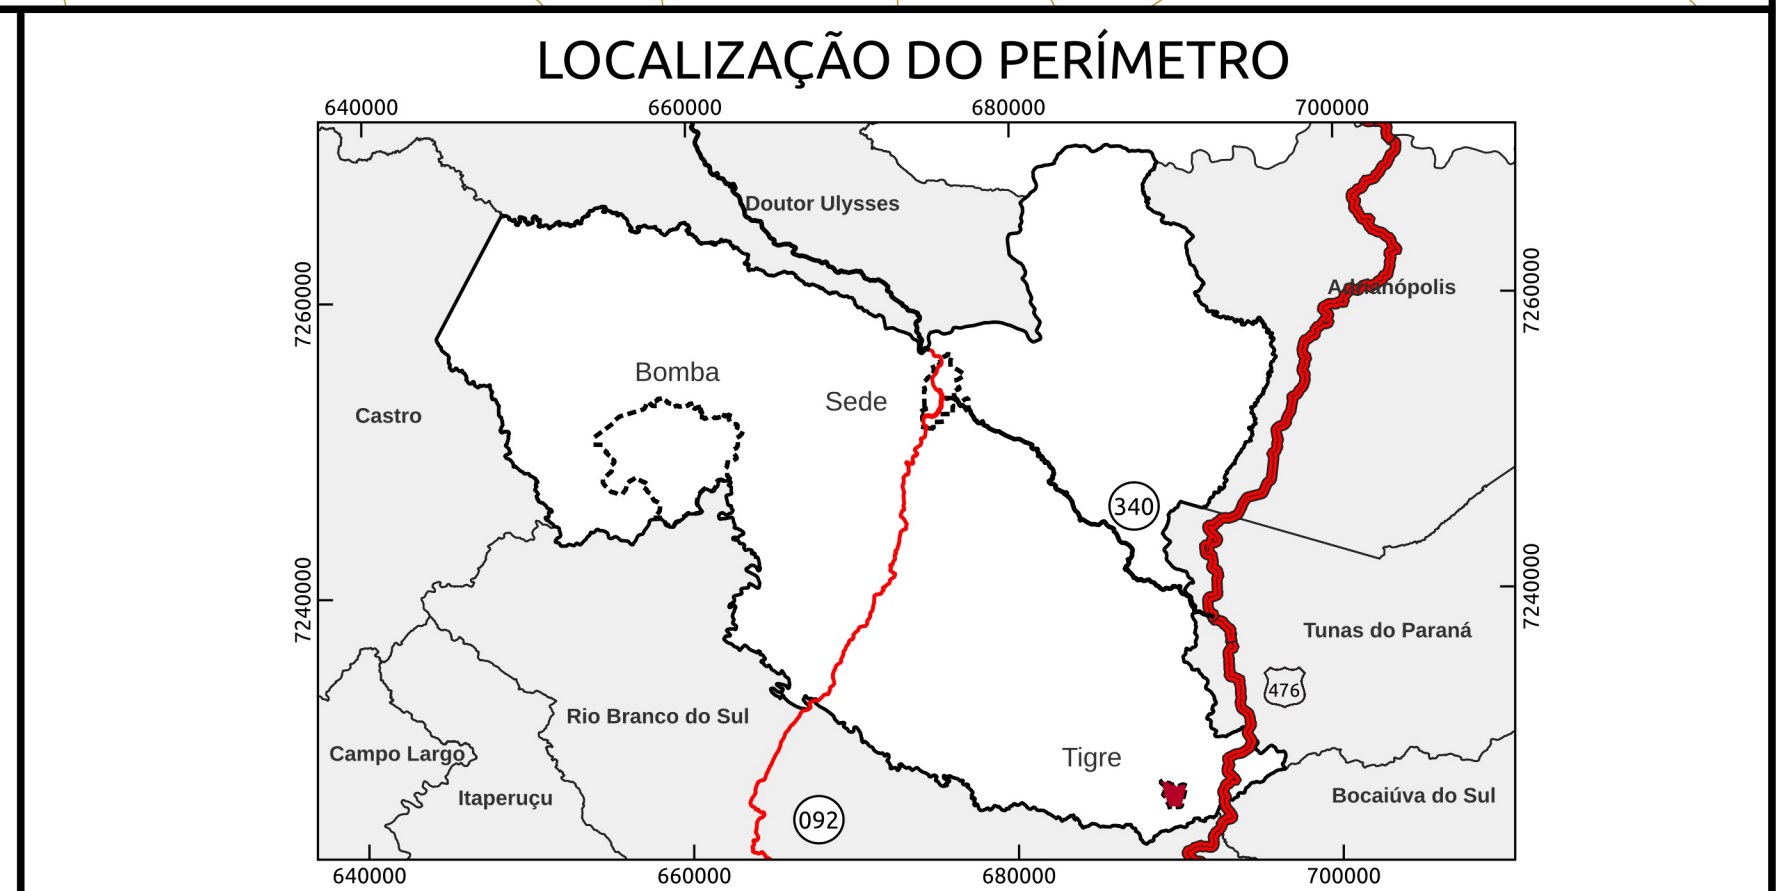 LOCALIZAÇÃO DO PERÍMETRO
640000 660000 680000 700000
Doutor Ulysses
7260000
7260000
Adrianópolis
Bomba
Sede
Castro
340
7240000
7240000
Tunas do Paraná
476
Rio Branco do Sul
Campo Largo
Tigre
Itaperuçu
Bocaiúva do Sul
092
640000 660000 680000 700000